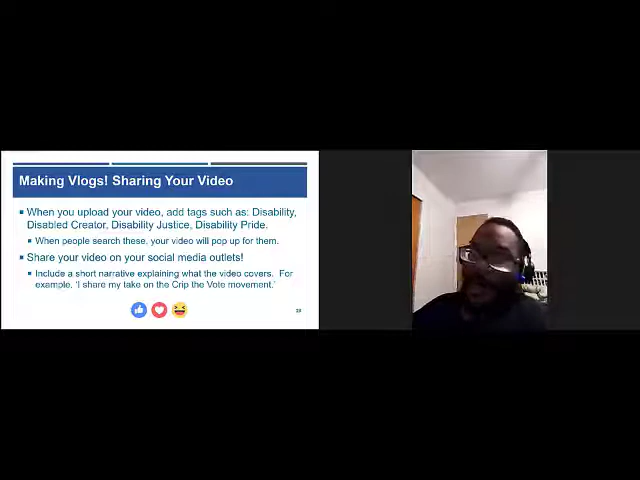 Making Vlogs! Sharing Your Video
When you upload your video, add tags such as: Disability,
Disabled Creator, Disability Justice, Disability Pride.
When people search these, your video will pop up for them.
Share your video on your social media outlets!
Include a short narrative explaining what the video covers. For
example, 'I share my take on the Crip the Vote movement.'